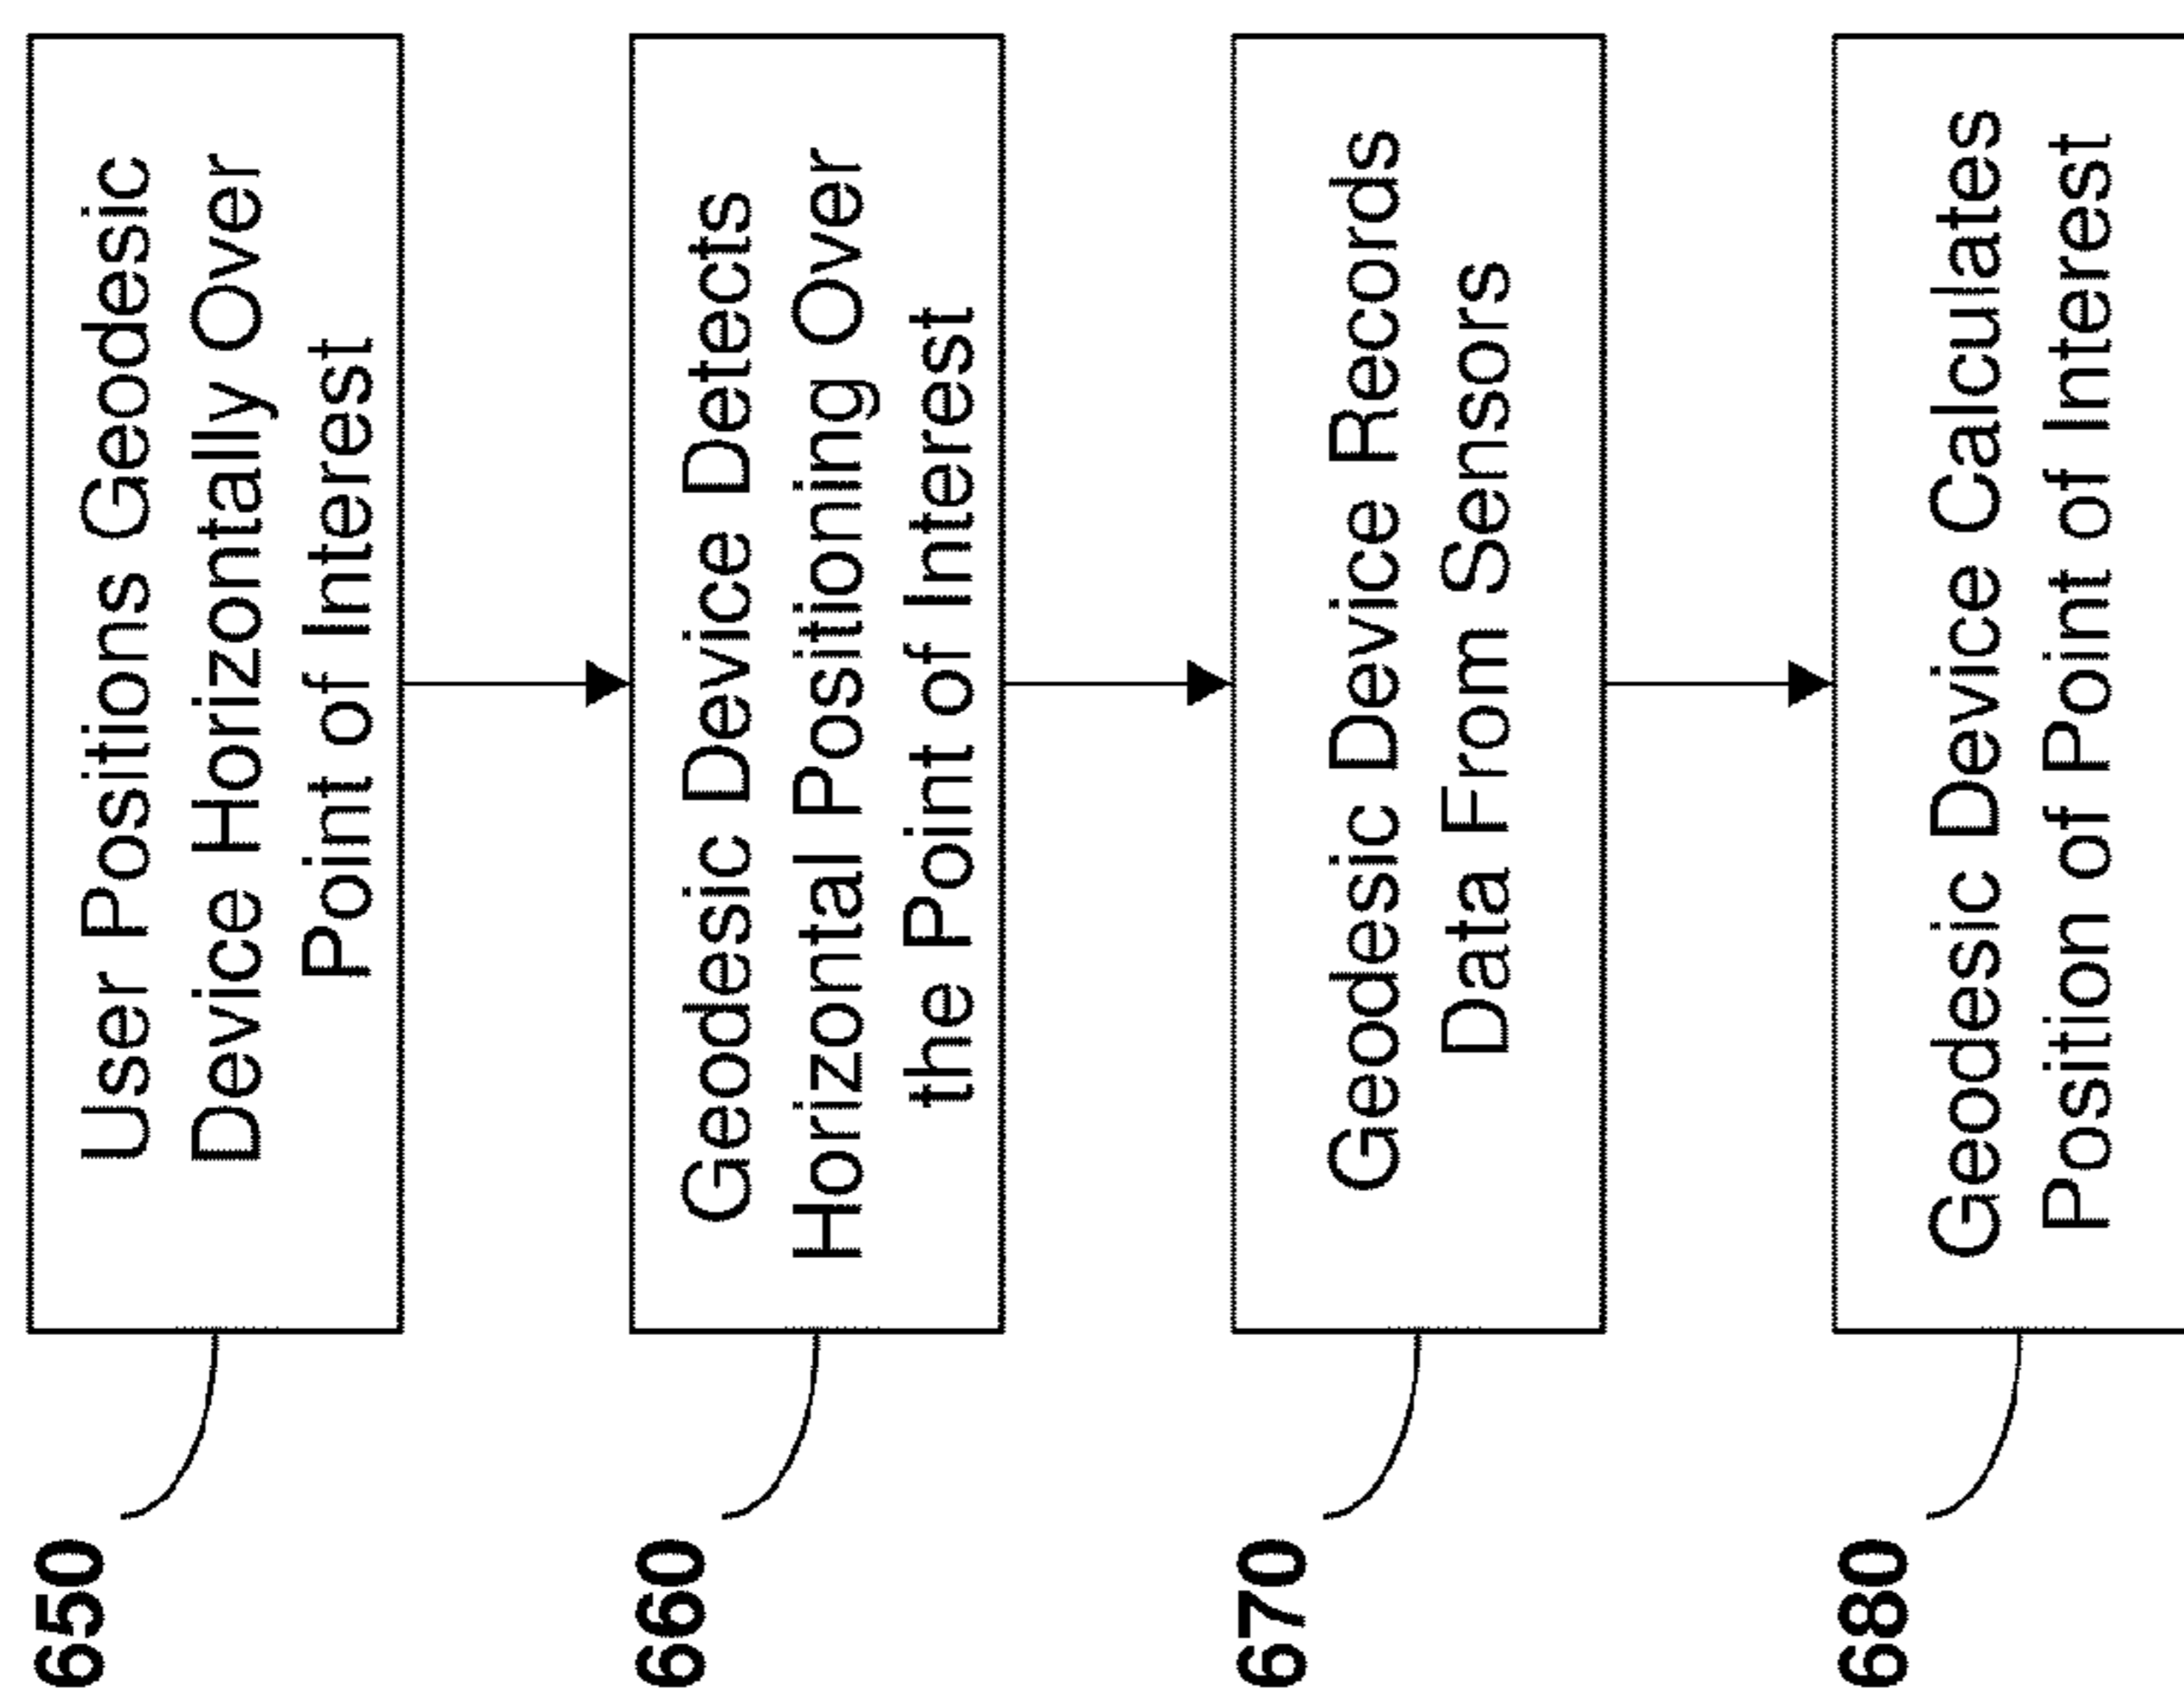 650
User Positions Geodesic
Device Horizontally Over
Point of Interest
660
Geodesic Device Detects
Horizontal Positioning Over
the Point of Interest
670
Geodesic Device Records
Data From Sensors
680
Geodesic Device Calculates
Position of Point of Interest